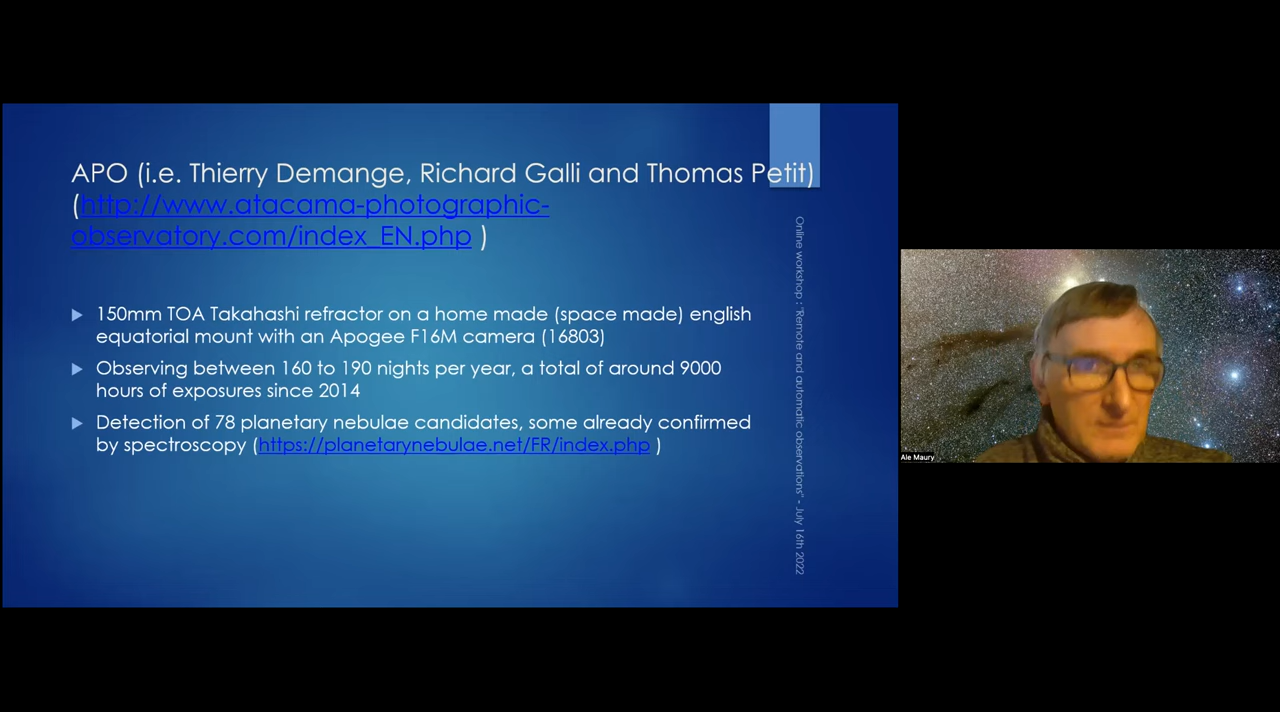 APO (i.e. Thierry Demange, Richard Galli and Thomas Petit)
(http://www.atacama-photographic-
observatory.com/index_EN.php )
150mm TOA Takahashi refractor on a home made (space made) english
equatorial mount with an Apogee F16M camera (16803)
Observing between 160 to 190 nights per year, a total of around 9000
hours of exposures since 2014
Detection of 78 planetary nebulae candidates, some already confirmed
by spectroscopy (https://planetarynebulae.net/FR/index.php )
Online workshop : "Remote and automatic observations" - July 16th 2022
Ale Maury